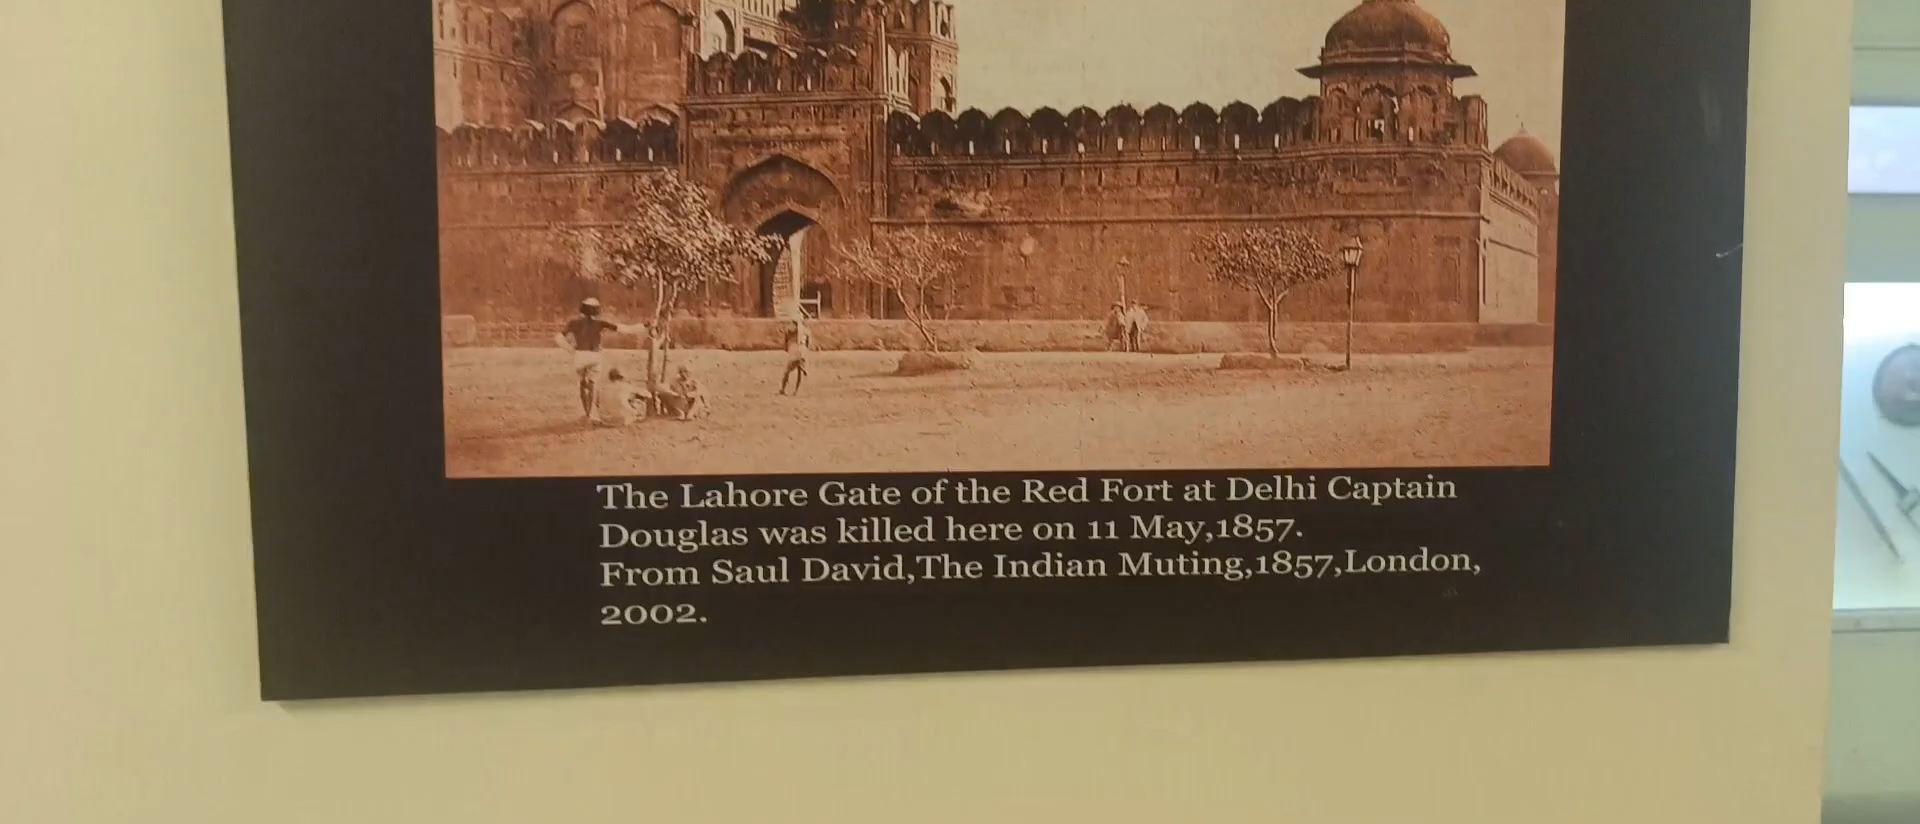 The Lahore Gate of the Red Fort at Delhi Captain
Douglas was killed here on 11 May,1857.
From Saul David,The Indian Muting,1857,London,
2002.